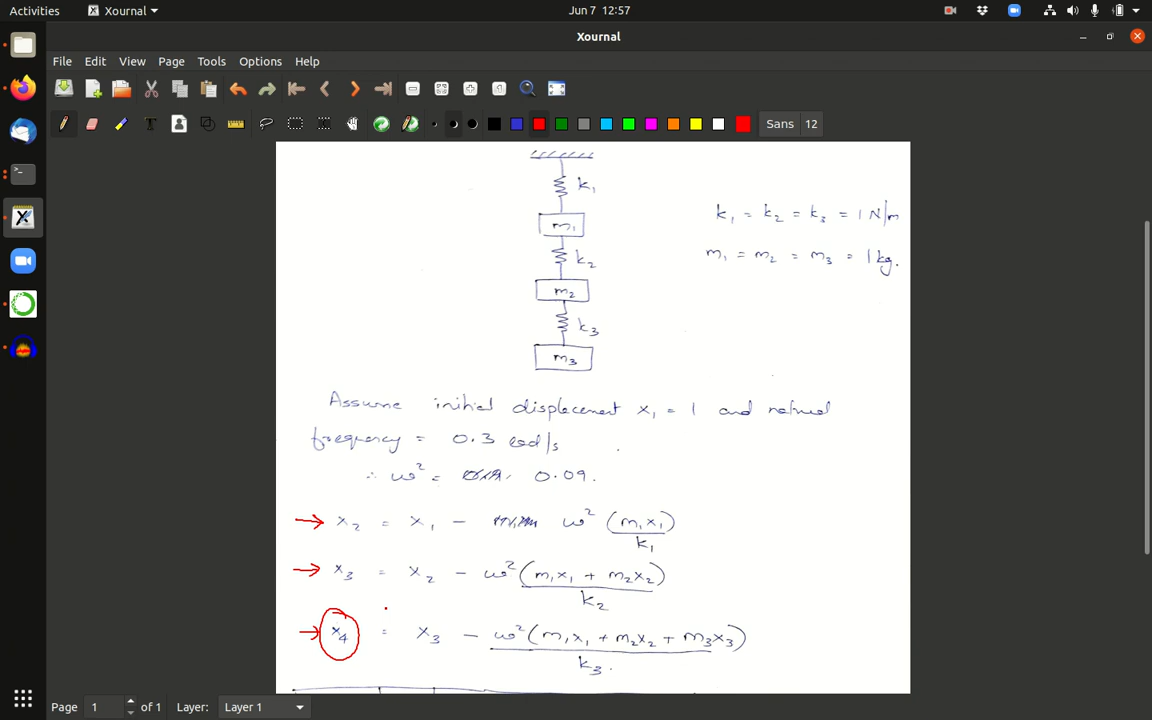 Activities Xournal Jun 7 12:57
Xournal
File Edit View Page Tools Options Help
Sans 12
k1
m1
k2
m2
k3
m3
k1 = k2 = k3 = 1 N/m
m1 = m2 = m3 = 1 kg.
Assume initial displacement x1 = 1 and natural
frequency = 0.3 rad/s
∴ ω² = 0.09.
→ x2 = x1 - ω² (m1x1) / k1
→ x3 = x2 - ω² (m1x1 + m2x2) / k2
→ x4 = x3 - ω² (m1x1 + m2x2 + m3x3) / k3.
Page 1 of 1 Layer: Layer 1